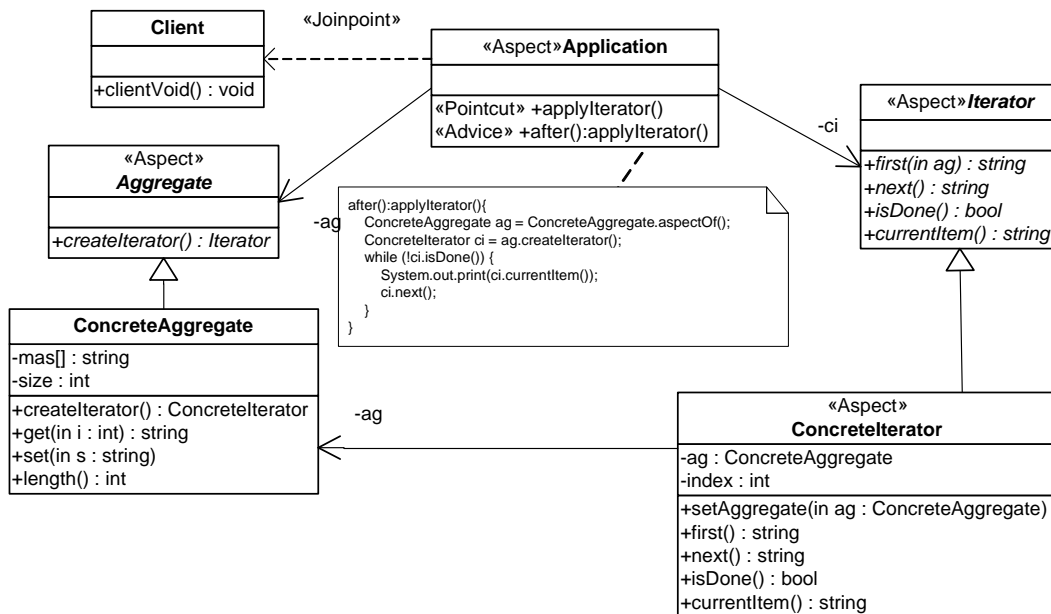 Client
+clientVoid() : void
«Joinpoint»
«Aspect»Application
«Pointcut» +applyIterator()
«Advice» +after():applyIterator()
«Aspect»Iterator
+first(in ag) : string
+next() : string
+isDone() : bool
+currentItem() : string
-ci
«Aspect»
Aggregate
+createIterator() : Iterator
-ag
after():applyIterator(){
ConcreteAggregate ag = ConcreteAggregate.aspectOf();
ConcreteIterator ci = ag.createIterator();
while (!ci.isDone()) {
System.out.print(ci.currentItem());
ci.next();
}
}
ConcreteAggregate
-mas[] : string
-size : int
+createIterator() : ConcreteIterator
+get(in i : int) : string
+set(in s : string)
+length() : int
-ag
«Aspect»
ConcreteIterator
-ag : ConcreteAggregate
-index : int
+setAggregate(in ag : ConcreteAggregate)
+first() : string
+next() : string
+isDone() : bool
+currentItem() : string